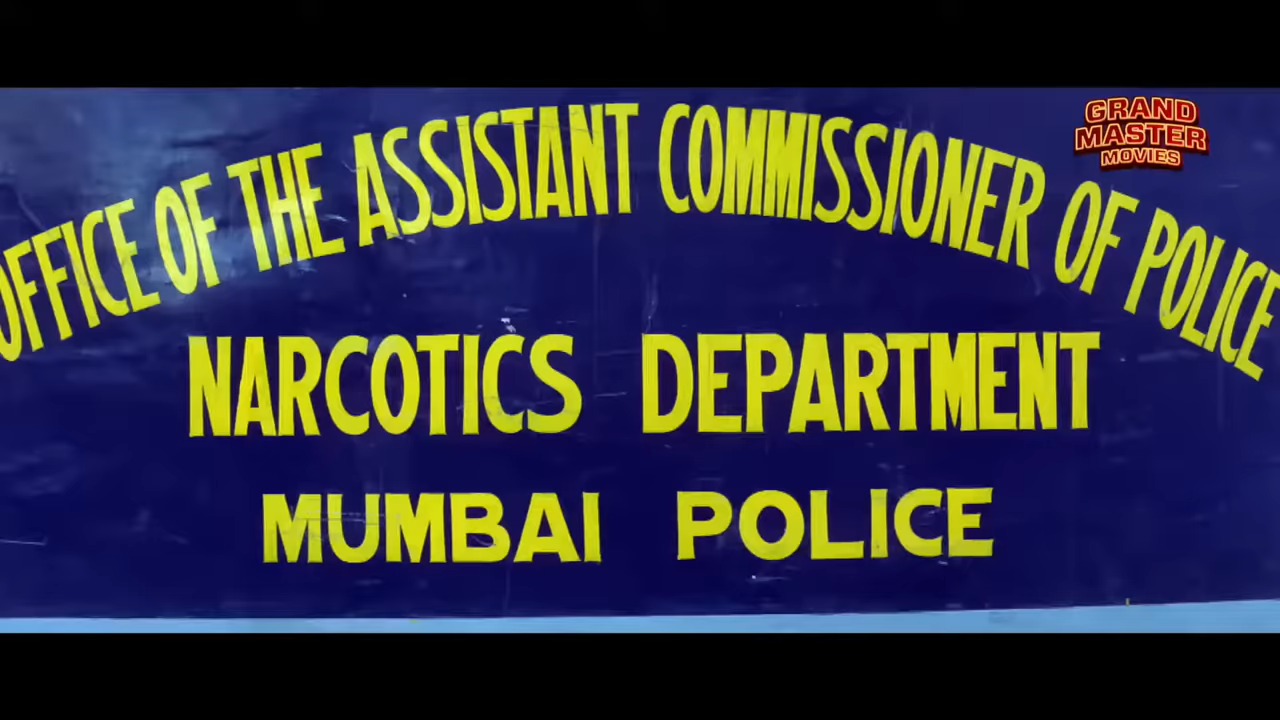 OFFICE OF THE ASSISTANT COMMISSIONER OF POLICE
NARCOTICS DEPARTMENT
MUMBAI POLICE
GRAND
MASTER
MOVIES